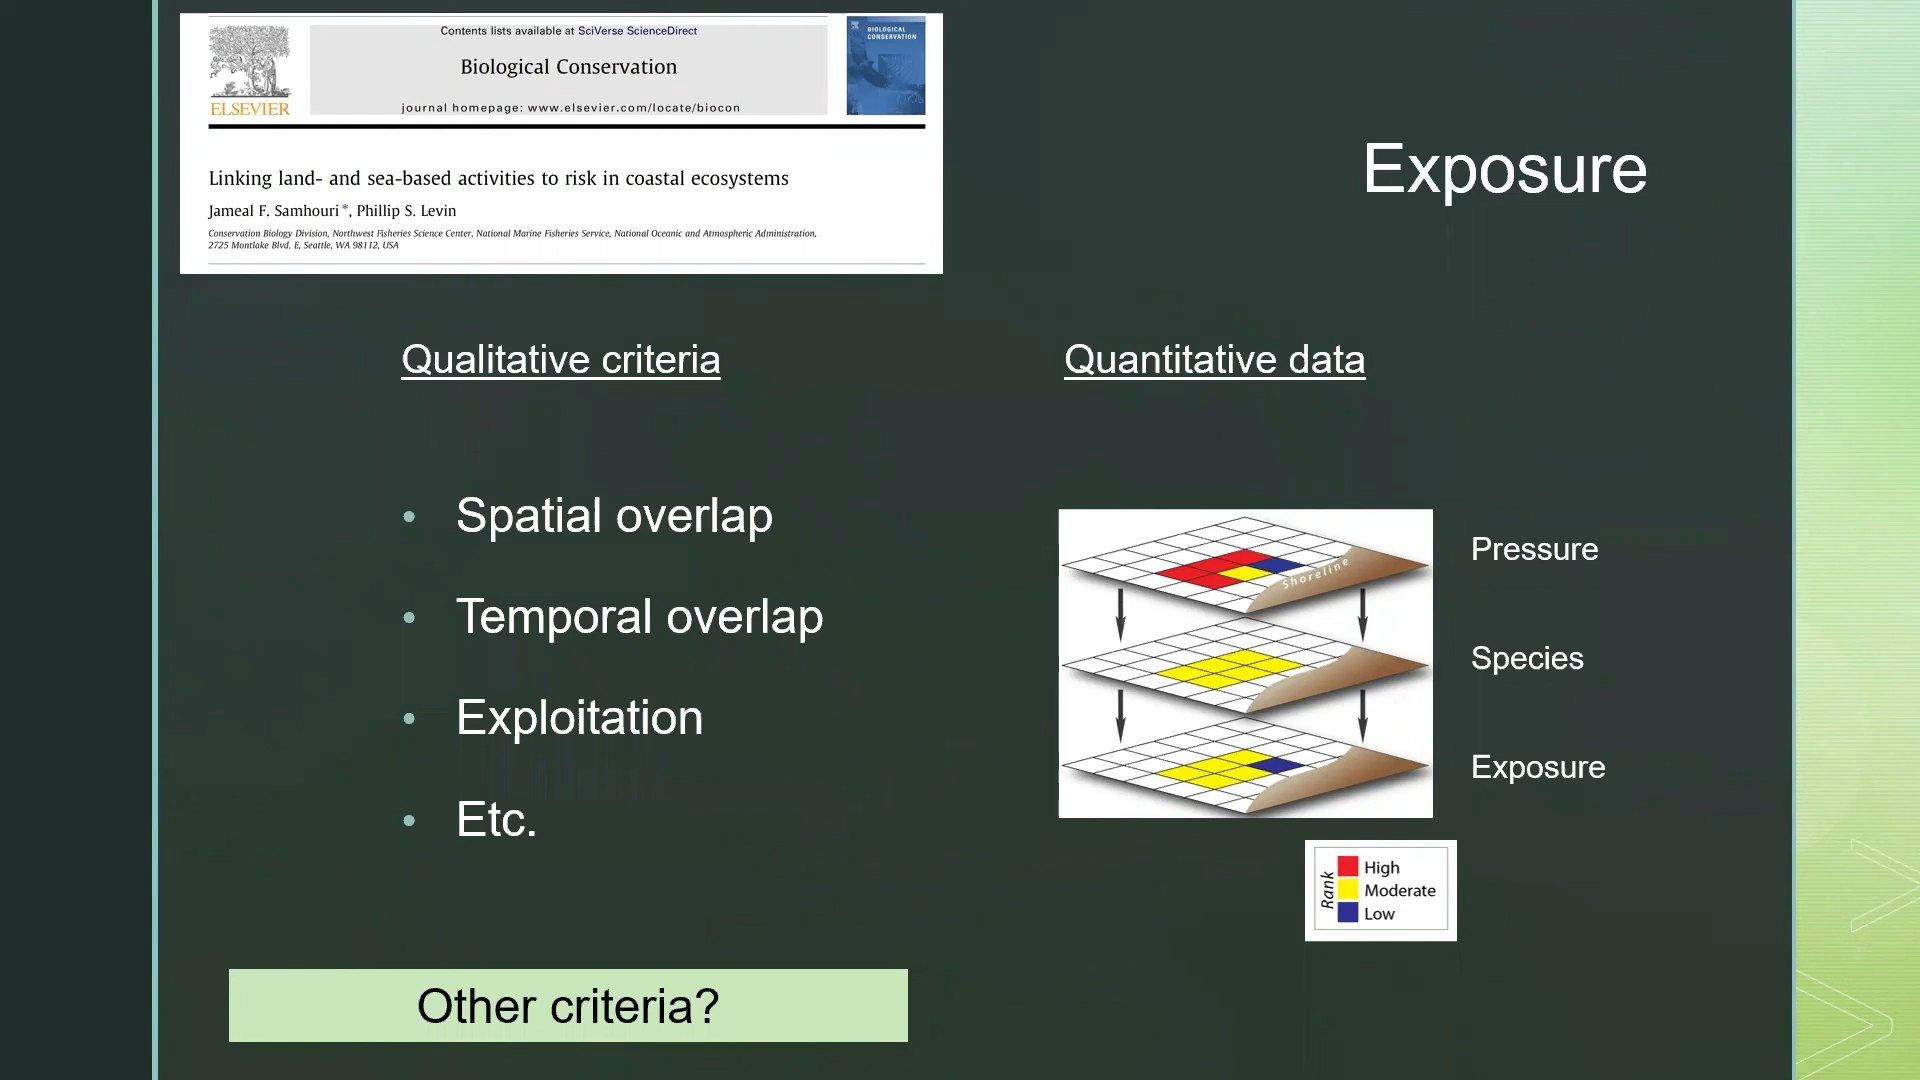 Contents lists available at SciVerse ScienceDirect
Biological Conservation
journal homepage: www.elsevier.com/locate/biocon
ELSEVIER
BIOLOGICAL
CONSERVATION
Linking land- and sea-based activities to risk in coastal ecosystems
Jameal F. Samhouri *, Phillip S. Levin
Conservation Biology Division, Northwest Fisheries Science Center, National Marine Fisheries Service, National Oceanic and Atmospheric Administration,
2725 Montlake Blvd. E, Seattle, WA 98112, USA
Exposure
Qualitative criteria
• Spatial overlap
• Temporal overlap
• Exploitation
• Etc.
Other criteria?
Quantitative data
Shoreline
Pressure
Species
Exposure
Rank
High
Moderate
Low